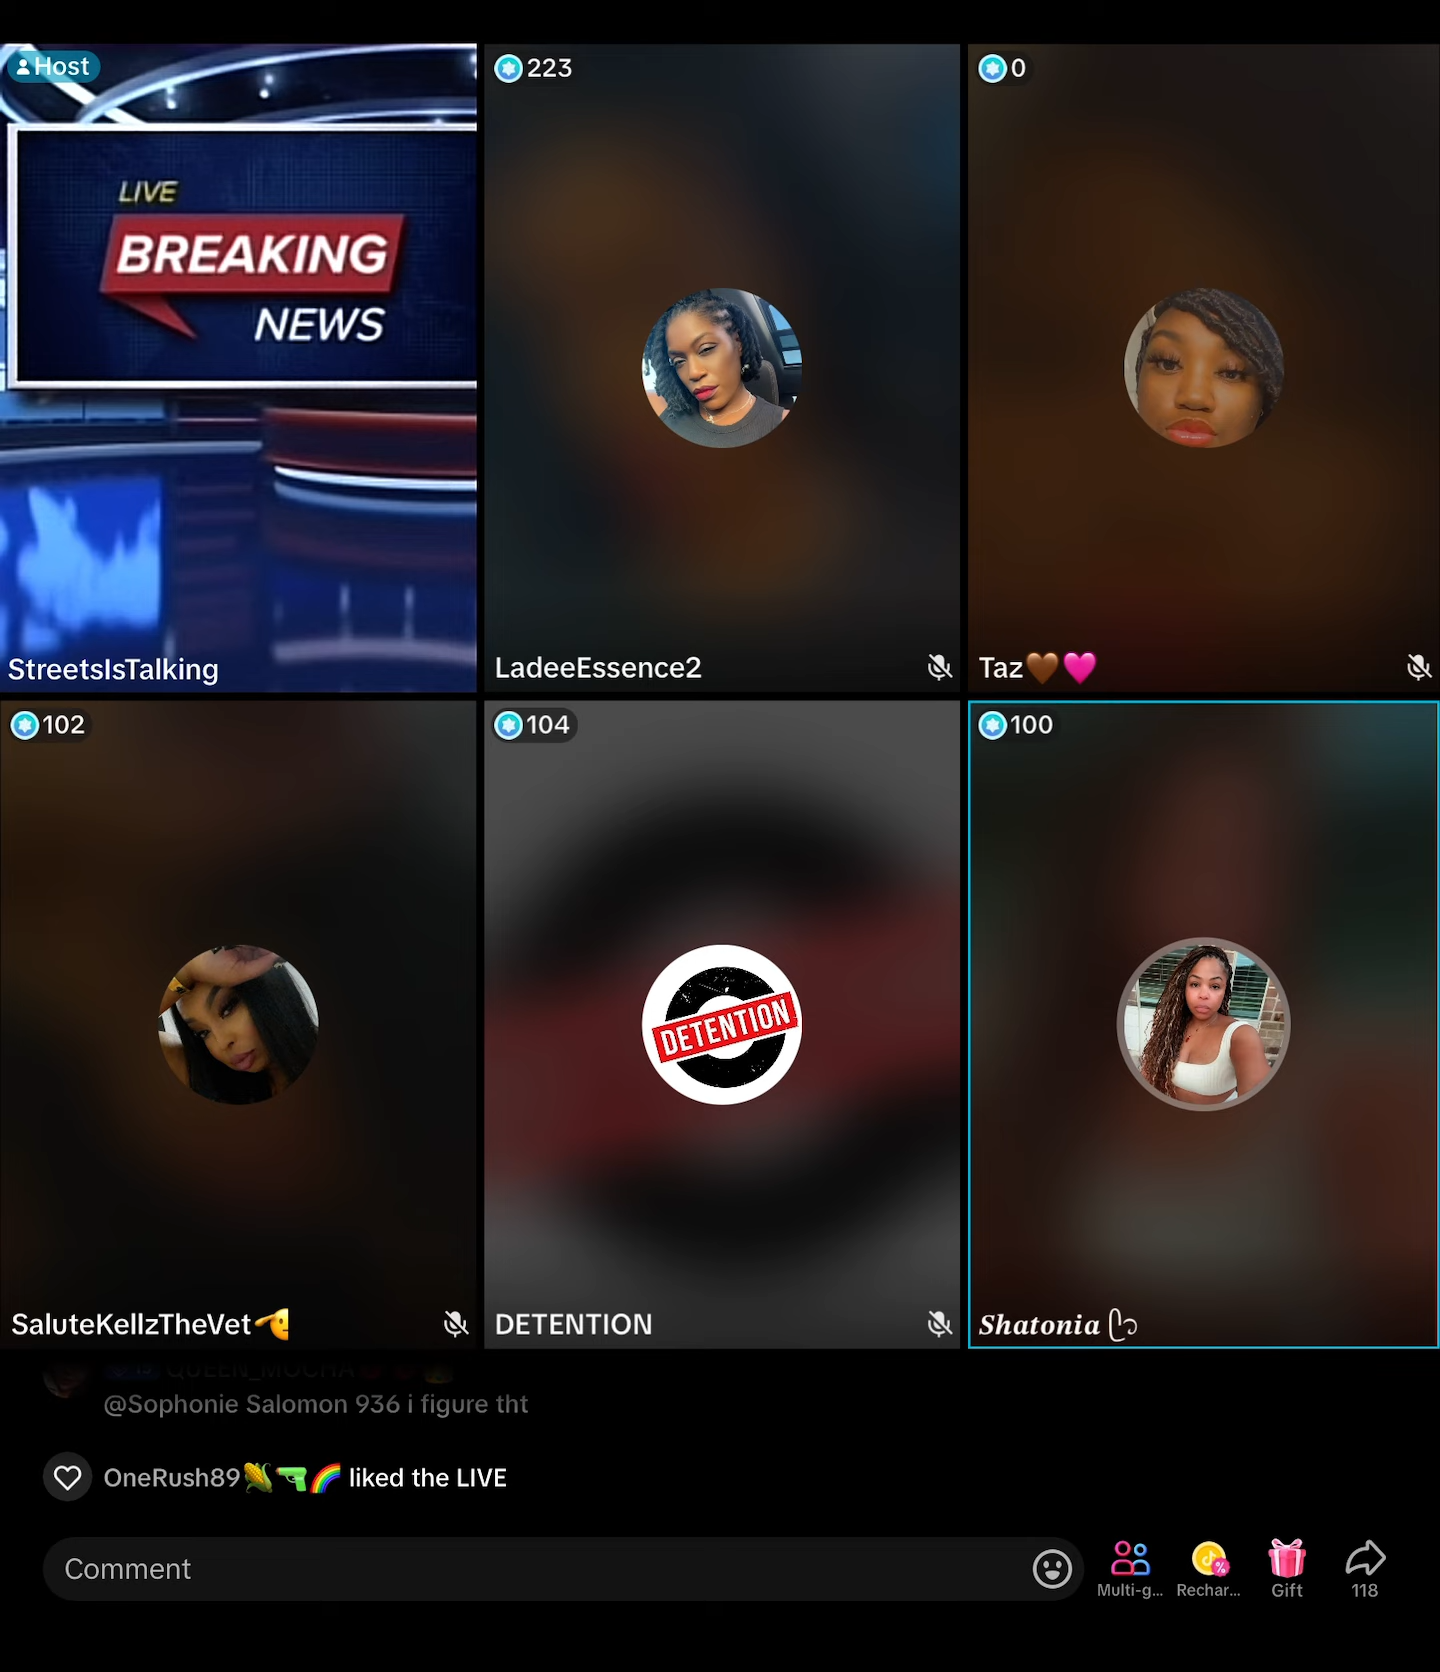 Host
LIVE
BREAKING
NEWS
StreetsIsTalking
223
LadeeEssence2
0
Taz🤎🩷
102
SaluteKellzTheVet🫡
104
DETENTION
DETENTION
100
Shatonia
QUEEN_MOCHA
@Sophonie Salomon 936 i figure tht
OneRush89🌽🔫🌈 liked the LIVE
Comment
Multi-g...
Rechar...
Gift
118